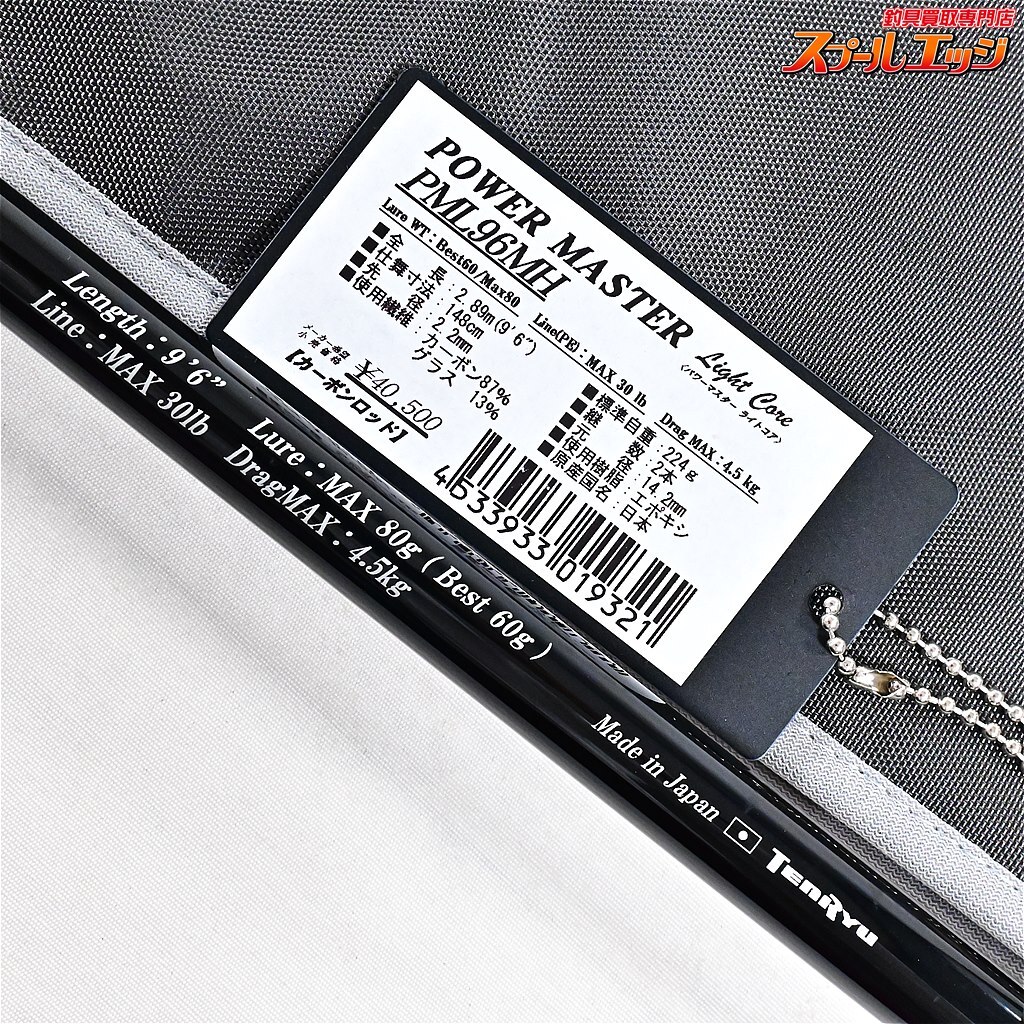 釣具買取専門店
スプールエッジ
POWER MASTER Light Core
〈パワーマスター ライトコア〉
PML96MH
Lure WT : Best60/Max80 Line(PE) : MAX 30 lb Drag MAX : 4.5 kg
■全長 : 2.89m(9'6")
■仕舞寸法 : 148cm
■先径 : 2.2mm
■使用繊維 : カーボン87%
グラス 13%
■標準自重 : 224g
■継数 : 2本
■元径 : 14.2mm
■使用樹脂 : エポキシ
■原産国名 : 日本
メーカー希望
小売価格 ¥40,500
【カーボンロッド】
4533933019321
Length : 9'6" Lure : MAX 80g ( Best 60g )
Line : MAX 30lb DragMAX : 4.5kg
Made in Japan TENRYU